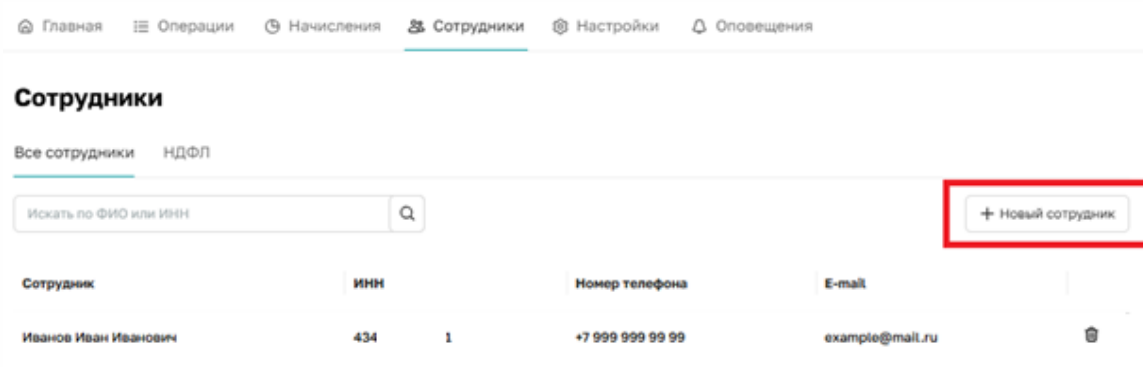 Главная Операции Начисления Сотрудники Настройки Оповещения
Сотрудники
Все сотрудники НДФЛ
Искать по ФИО или ИНН + Новый сотрудник
Сотрудник ИНН Номер телефона E-mail
Иванов Иван Иванович 434 1 +7 999 999 99 99 example@mail.ru